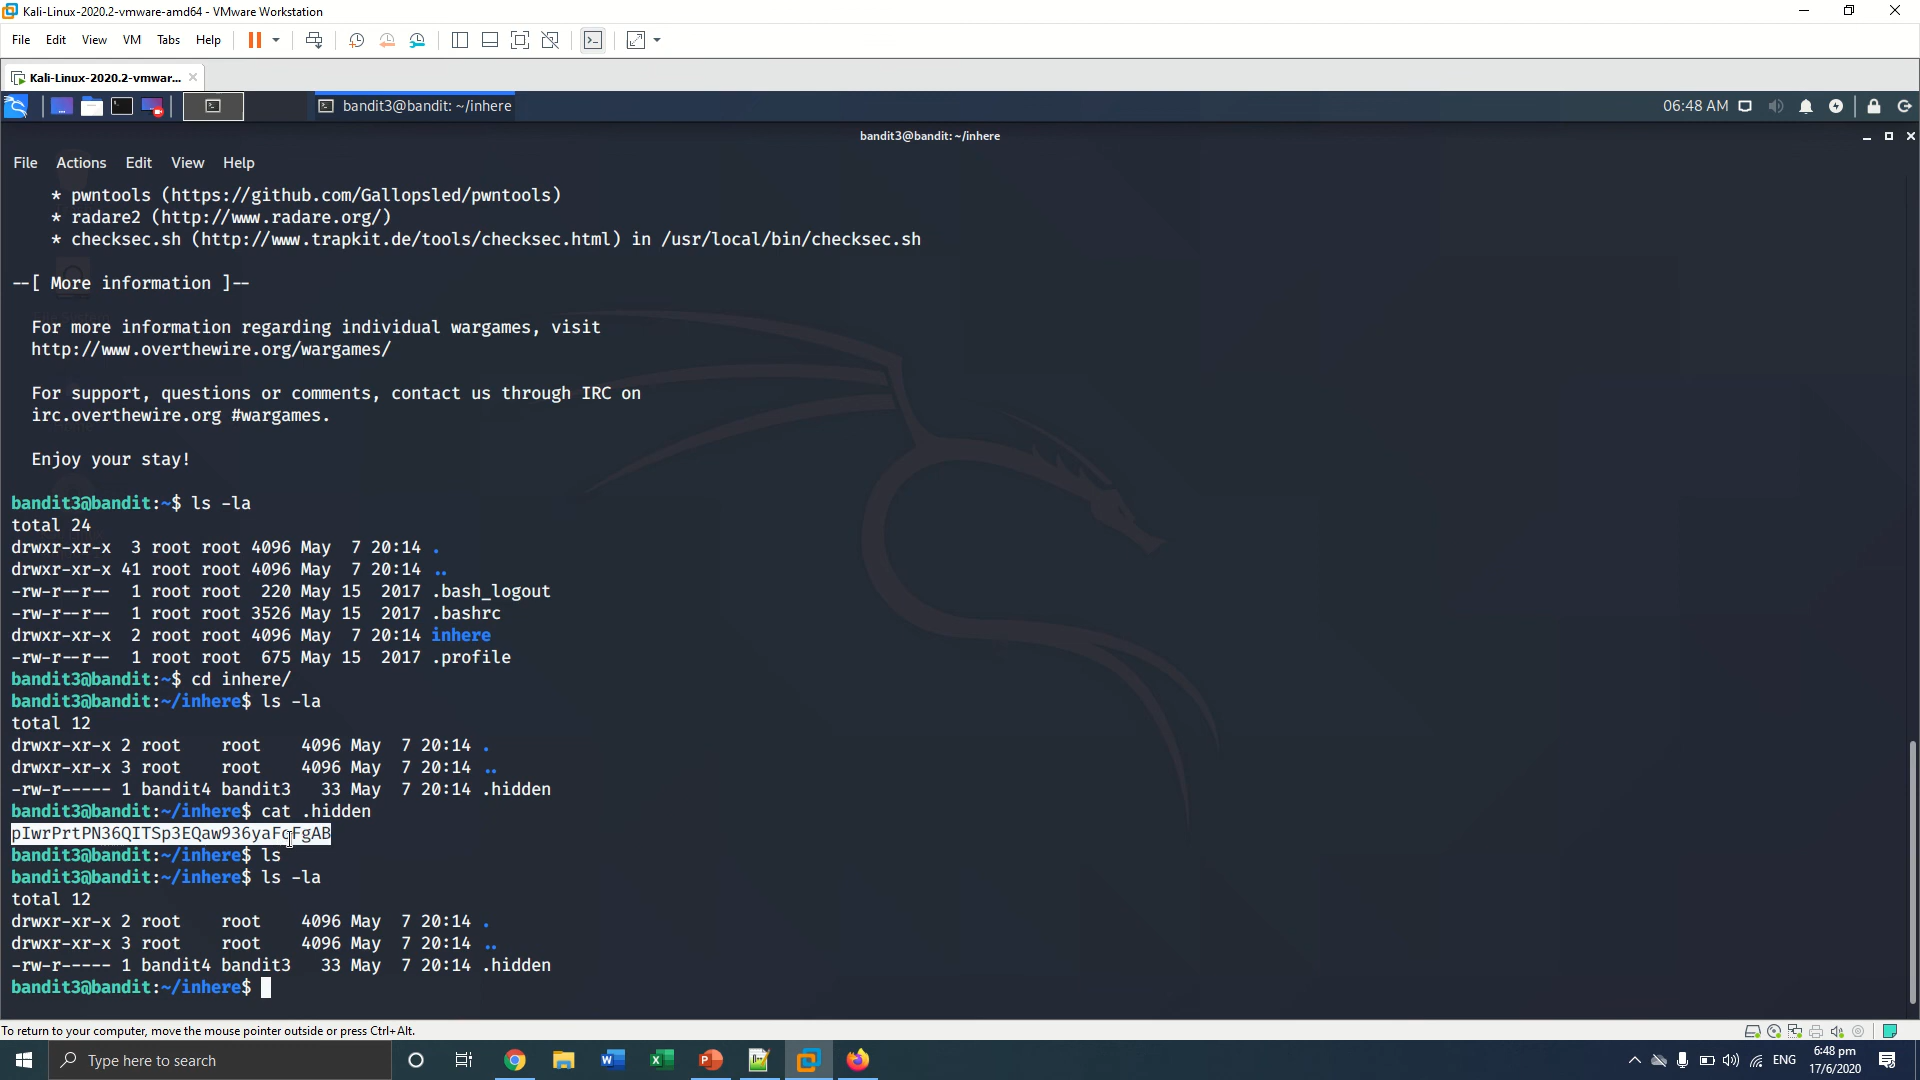 Kali-Linux-2020.2-vmware-amd64 - VMware Workstation
File Edit View VM Tabs Help
Kali-Linux-2020.2-vmwar...
bandit3@bandit: ~/inhere 06:48 AM
bandit3@bandit: ~/inhere
File Actions Edit View Help
* pwntools (https://github.com/Gallopsled/pwntools)
* radare2 (http://www.radare.org/)
* checksec.sh (http://www.trapkit.de/tools/checksec.html) in /usr/local/bin/checksec.sh
--[ More information ]--
For more information regarding individual wargames, visit
http://www.overthewire.org/wargames/
For support, questions or comments, contact us through IRC on
irc.overthewire.org #wargames.
Enjoy your stay!
bandit3@bandit:~$ ls -la
total 24
drwxr-xr-x  3 root root 4096 May  7 20:14 .
drwxr-xr-x 41 root root 4096 May  7 20:14 ..
-rw-r--r--  1 root root  220 May 15  2017 .bash_logout
-rw-r--r--  1 root root 3526 May 15  2017 .bashrc
drwxr-xr-x  2 root root 4096 May  7 20:14 inhere
-rw-r--r--  1 root root  675 May 15  2017 .profile
bandit3@bandit:~$ cd inhere/
bandit3@bandit:~/inhere$ ls -la
total 12
drwxr-xr-x 2 root    root    4096 May  7 20:14 .
drwxr-xr-x 3 root    root    4096 May  7 20:14 ..
-rw-r----- 1 bandit4 bandit3   33 May  7 20:14 .hidden
bandit3@bandit:~/inhere$ cat .hidden
bandit3@bandit:~/inhere$ ls
bandit3@bandit:~/inhere$ ls -la
total 12
drwxr-xr-x 2 root    root    4096 May  7 20:14 .
drwxr-xr-x 3 root    root    4096 May  7 20:14 ..
-rw-r----- 1 bandit4 bandit3   33 May  7 20:14 .hidden
bandit3@bandit:~/inhere$
To return to your computer, move the mouse pointer outside or press Ctrl+Alt.
Type here to search
ENG
6:48 pm
17/6/2020